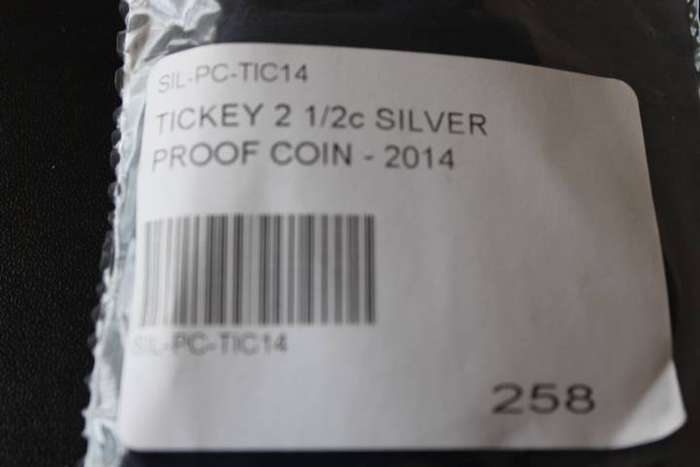 SIL-PC-TIC14
TICKEY 2 1/2c SILVER
PROOF COIN - 2014
SIL-PC-TIC14
258